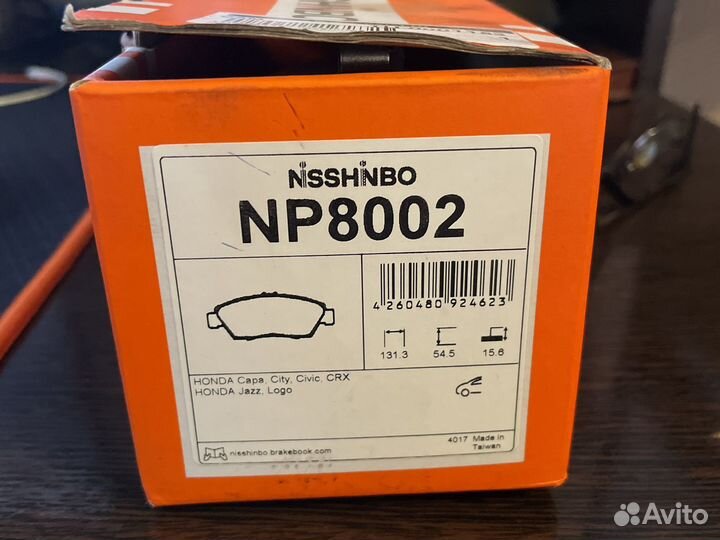 NiSSHiNBO
NP8002
4 260480 924623
131.3 54.5 15.6
HONDA Capa, City, Civic, CRX
HONDA Jazz, Logo
nisshinbo.brakebook.com
4017 Made in
Taiwan
Avito